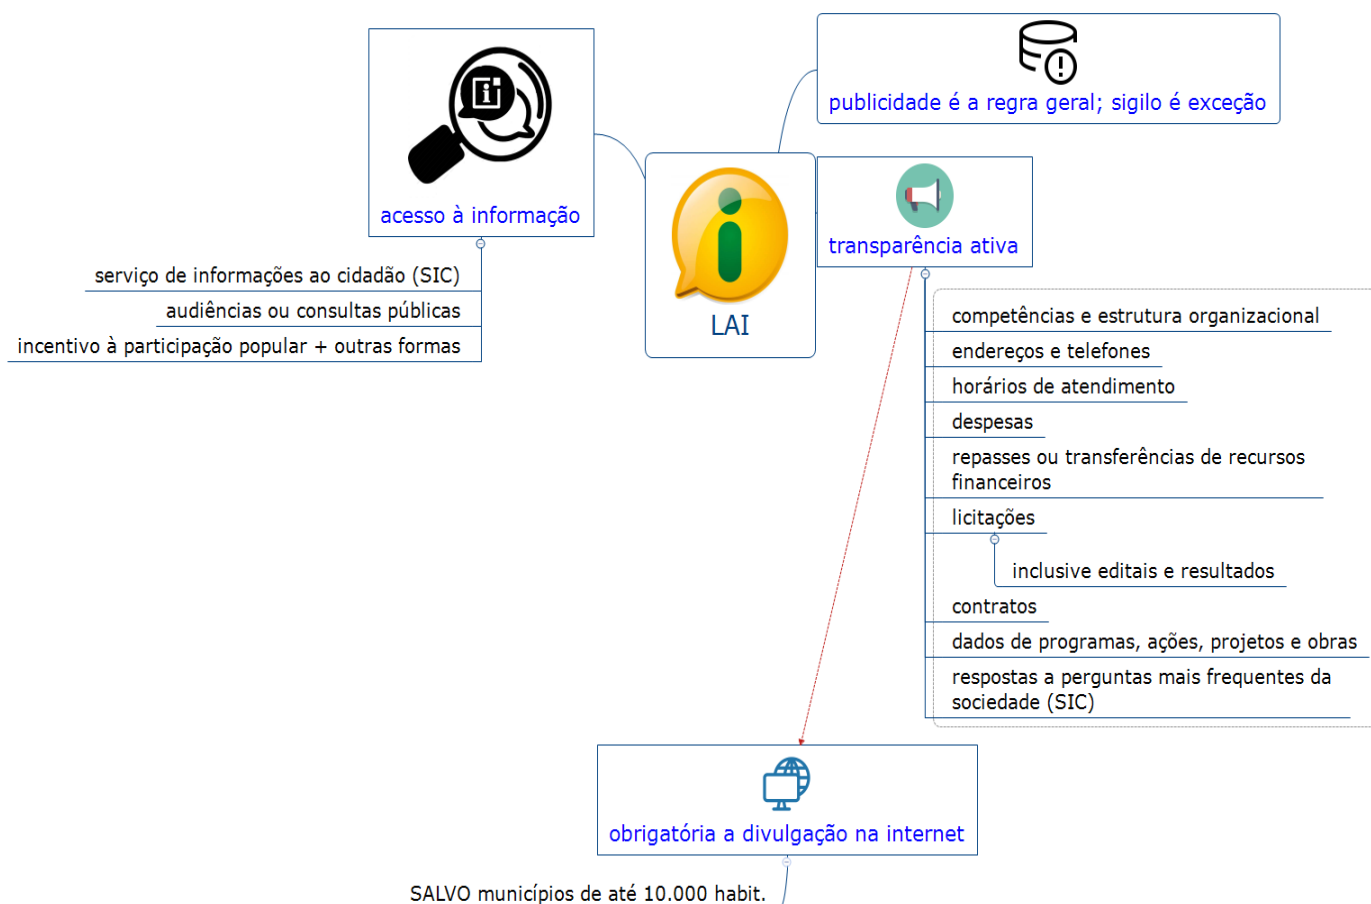 publicidade é a regra geral; sigilo é exceção
acesso à informação
serviço de informações ao cidadão (SIC)
audiências ou consultas públicas
incentivo à participação popular + outras formas
LAI
transparência ativa
competências e estrutura organizacional
endereços e telefones
horários de atendimento
despesas
repasses ou transferências de recursos
financeiros
licitações
inclusive editais e resultados
contratos
dados de programas, ações, projetos e obras
respostas a perguntas mais frequentes da
sociedade (SIC)
obrigatória a divulgação na internet
SALVO municípios de até 10.000 habit.